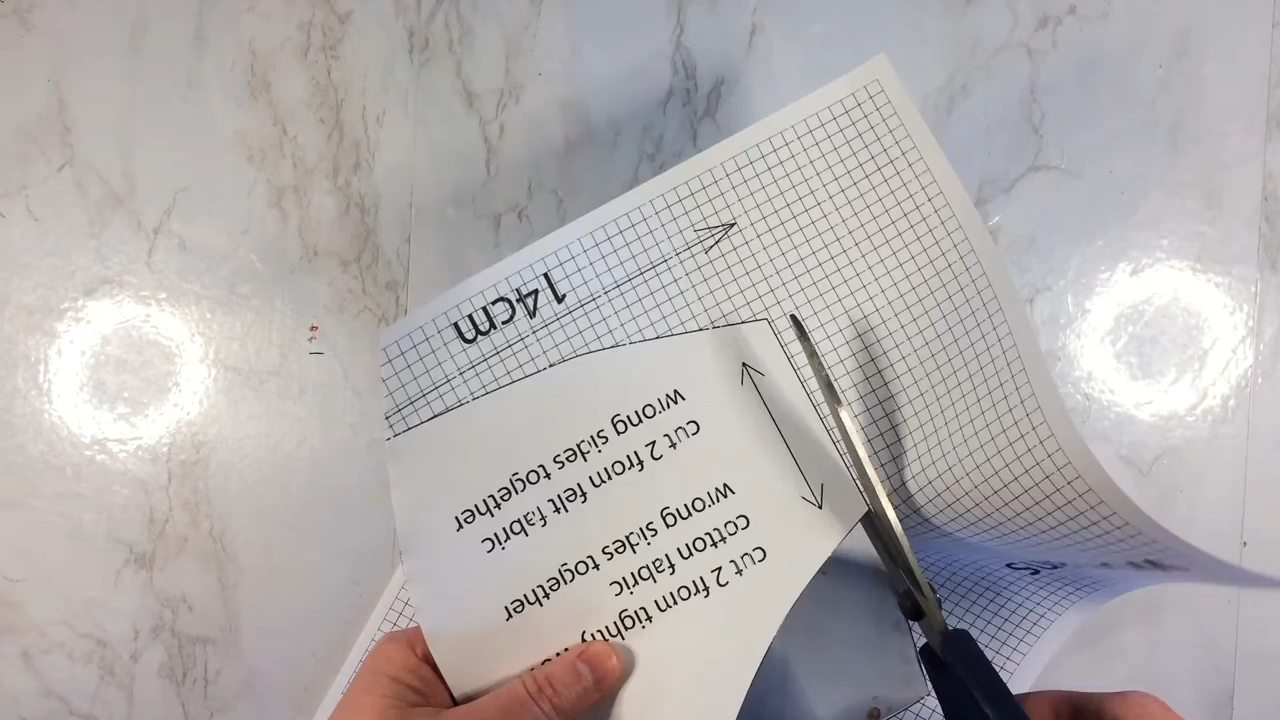 cut 2 from tightly
cotton fabric
wrong sides together
cut 2 from felt fabric
wrong sides together
14cm